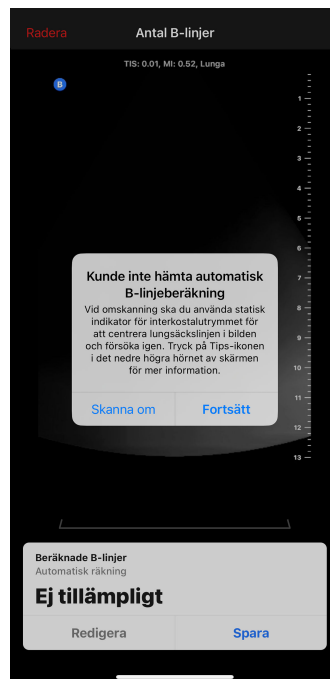 Radera
Antal B-linjer
TIS: 0.01, MI: 0.52, Lunga
B
1
2
3
4
5
6
7
8
9
10
11
12
13
Kunde inte hämta automatisk
B-linjeberäkning
Vid omskanning ska du använda statisk
indikator för interkostalutrymmet för
att centrera lungsäckslinjen i bilden
och försöka igen. Tryck på Tips-ikonen
i det nedre högra hörnet av skärmen
för mer information.
Skanna om
Fortsätt
Beräknade B-linjer
Automatisk räkning
Ej tillämpligt
Redigera
Spara